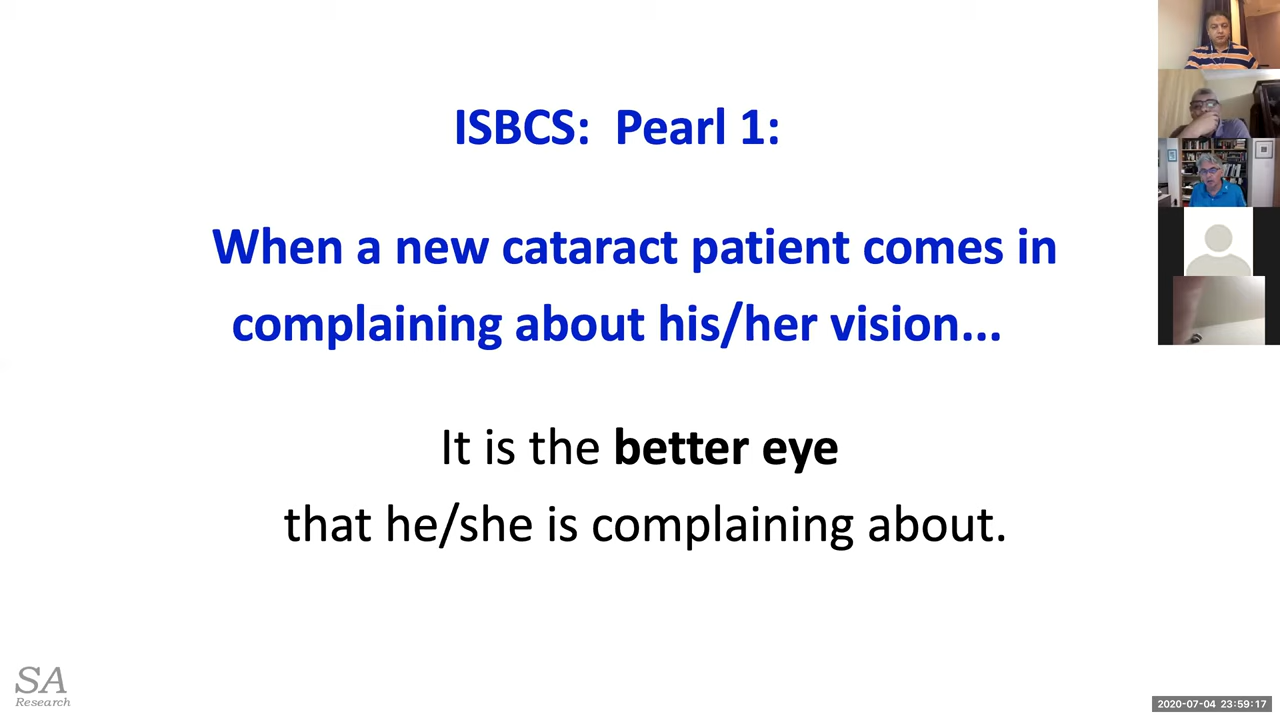 ISBCS: Pearl 1:
When a new cataract patient comes in
complaining about his/her vision...
It is the better eye
that he/she is complaining about.
SA
Research
2020-07-04 23:59:17